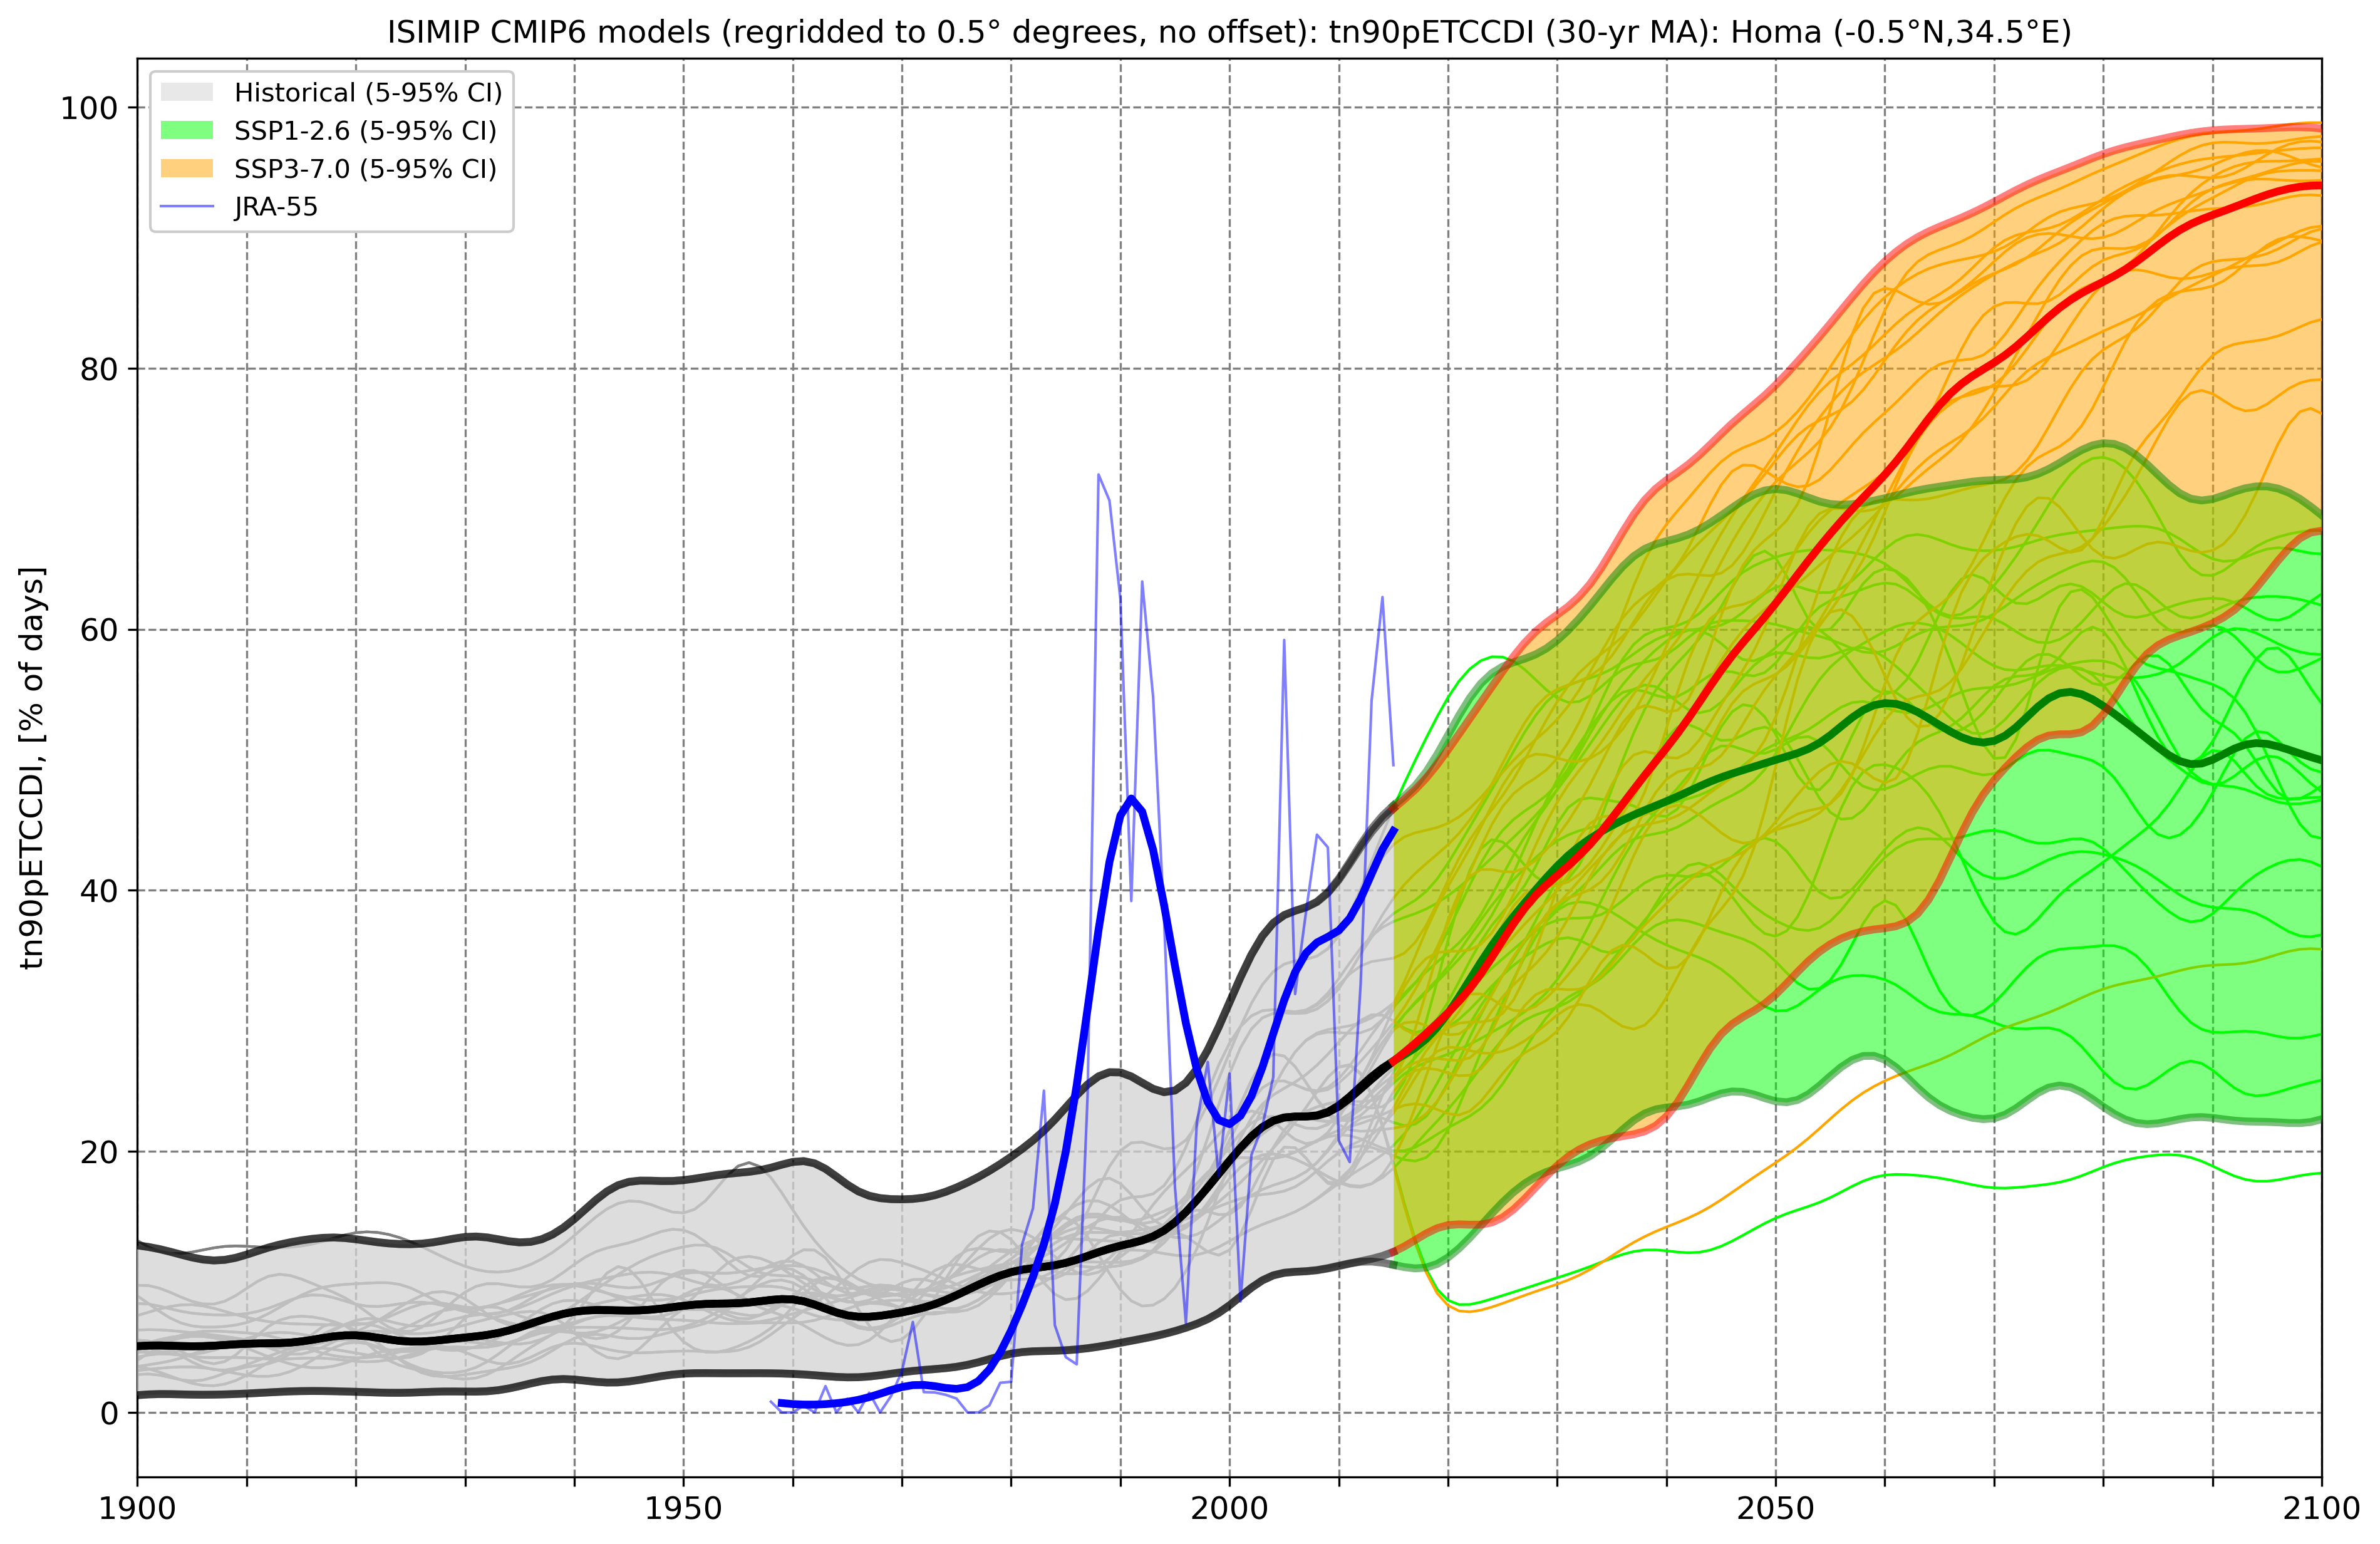 ISIMIP CMIP6 models (regridded to 0.5° degrees, no offset): tn90pETCCDI (30-yr MA): Homa (-0.5°N,34.5°E)
Historical (5-95% CI)
SSP1-2.6 (5-95% CI)
SSP3-7.0 (5-95% CI)
JRA-55
tn90pETCCDI, [% of days]
100
80
60
40
20
0
1900 1950 2000 2050 2100